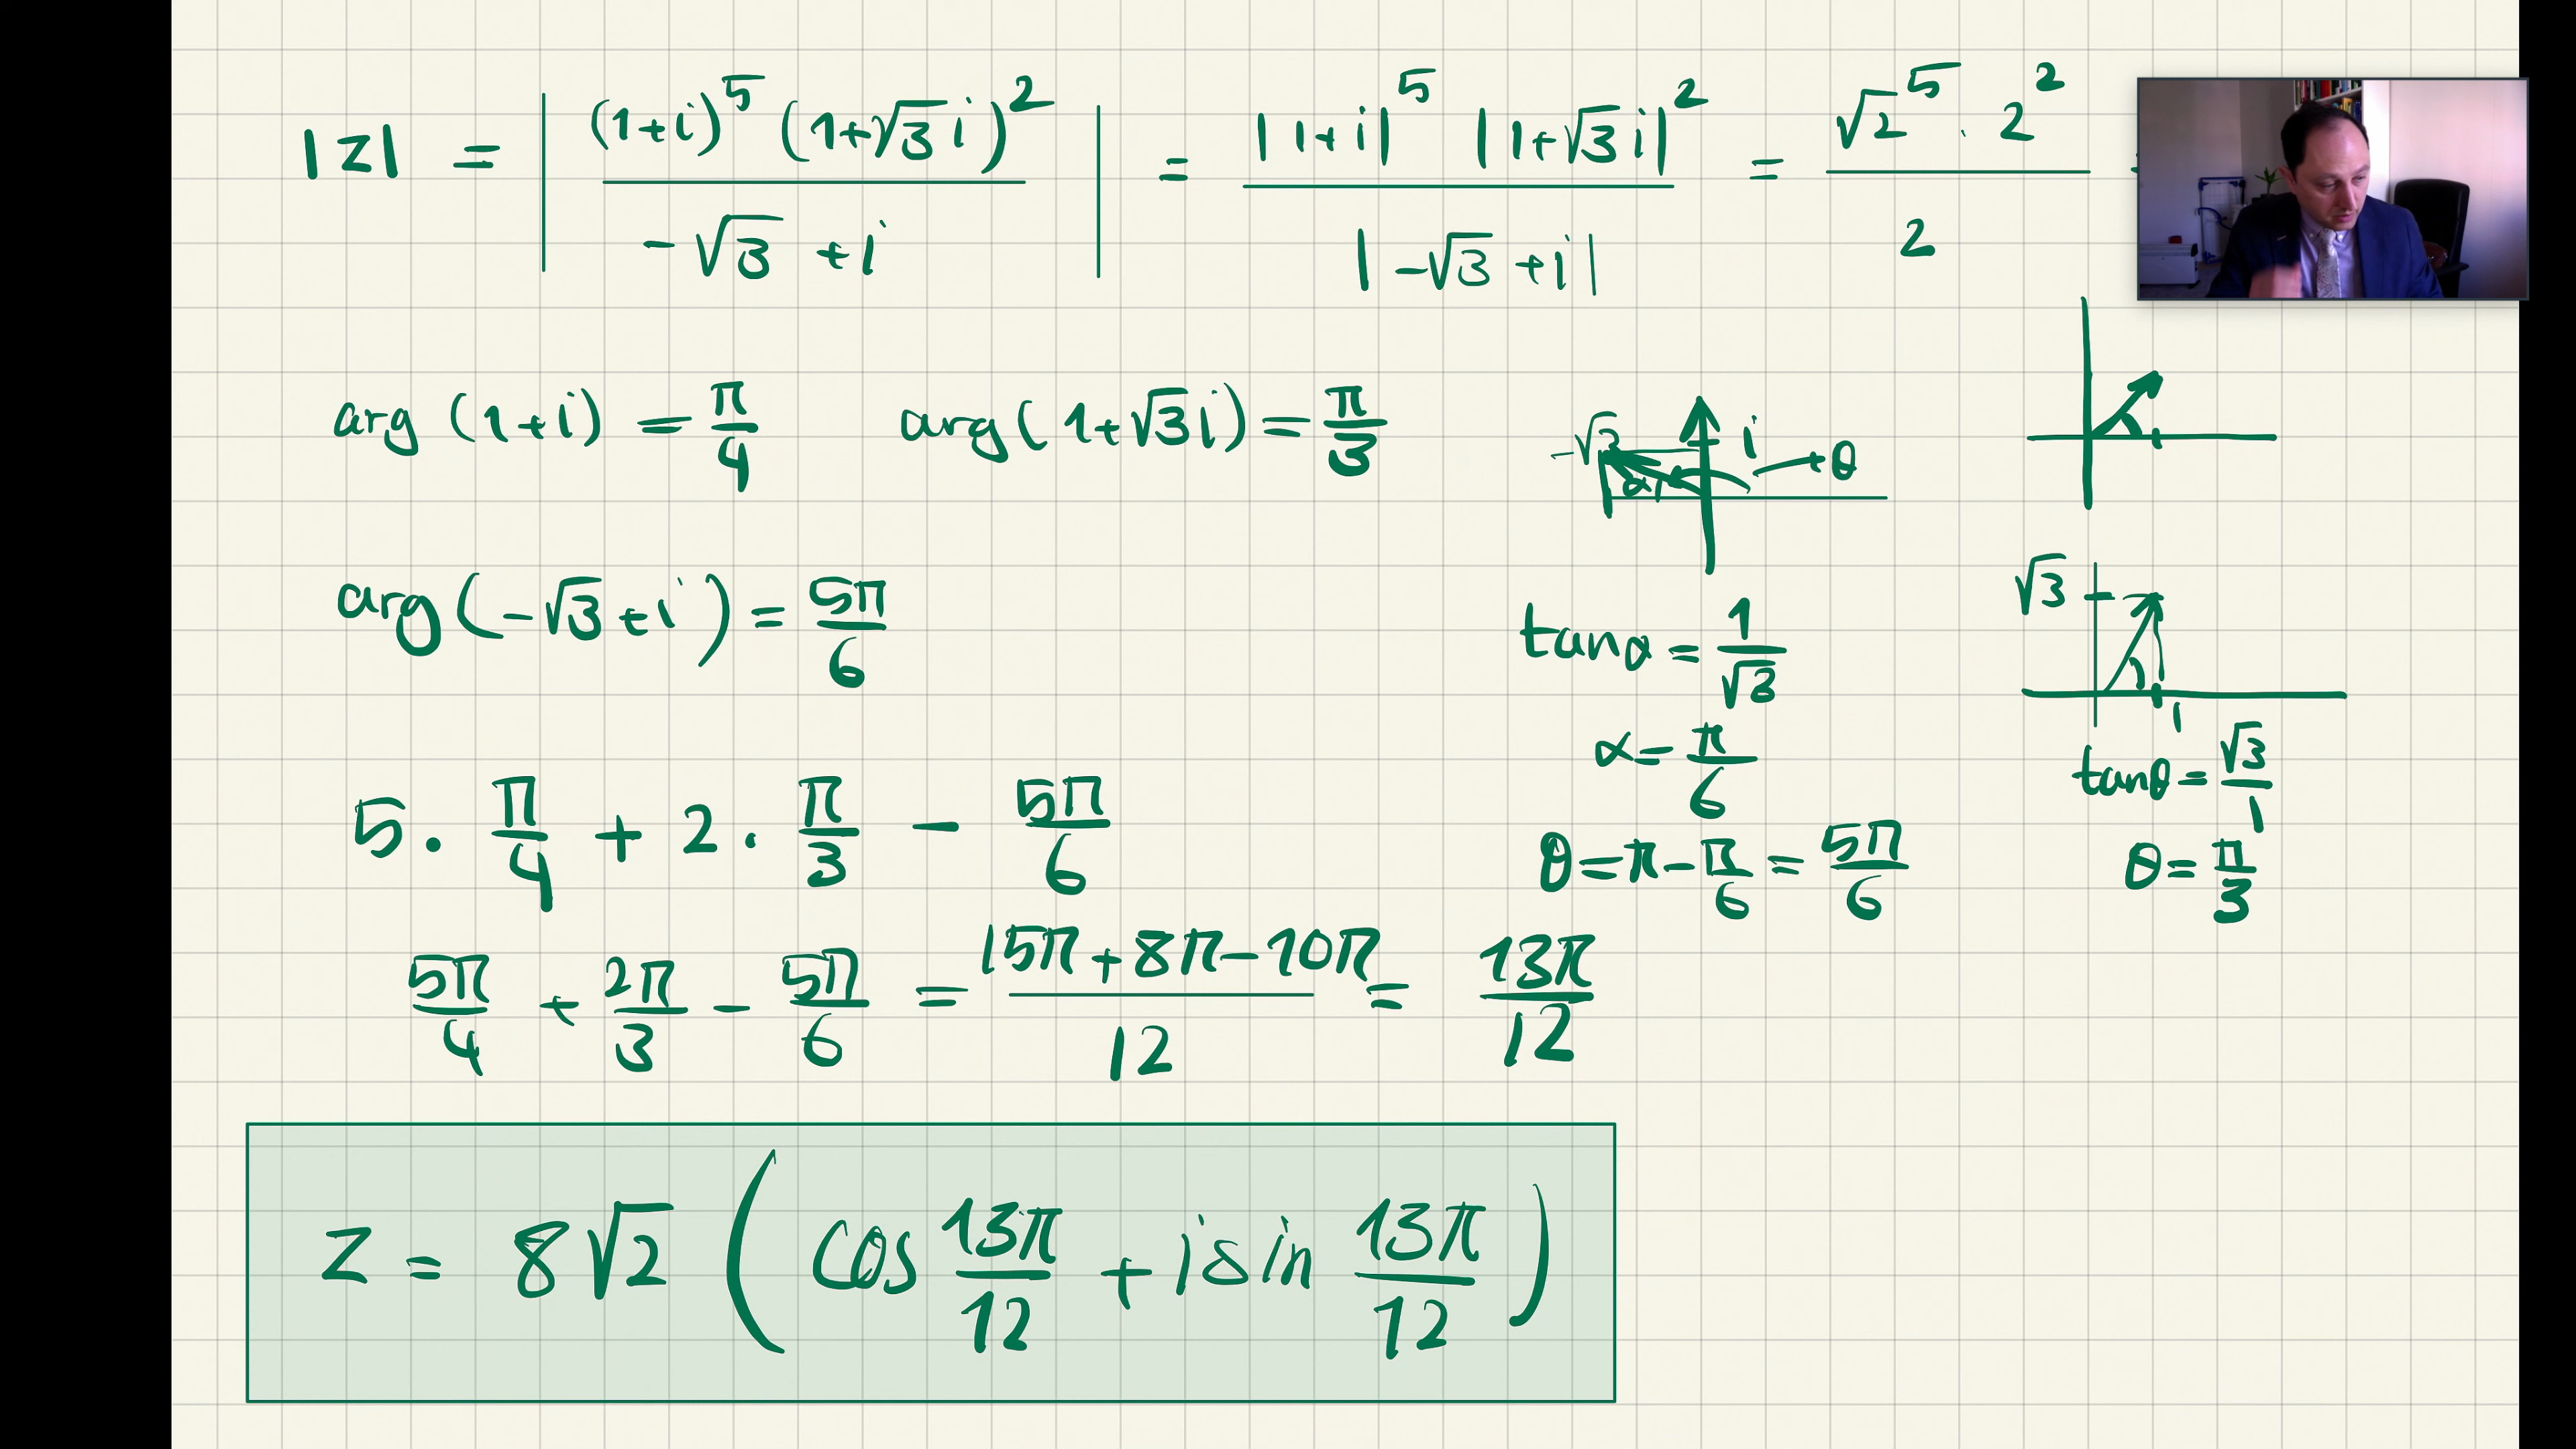 |z| = | (1+i)^5 (1+√3 i)^2 / (-√3 + i) | = |1+i|^5 |1+√3 i|^2 / |-√3 + i| = √2^5 · 2^2 / 2
arg (1+i) = π/4
arg(1+√3 i) = π/3
arg(-√3 + i) = 5π/6
5 · π/4 + 2 · π/3 - 5π/6
5π/4 + 2π/3 - 5π/6 = (15π + 8π - 10π)/12 = 13π/12
z = 8√2 ( cos 13π/12 + i sin 13π/12 )
-√3
i
θ
α
tan α = 1/√3
α = π/6
θ = π - π/6 = 5π/6
√3
1
tan θ = √3/1
θ = π/3